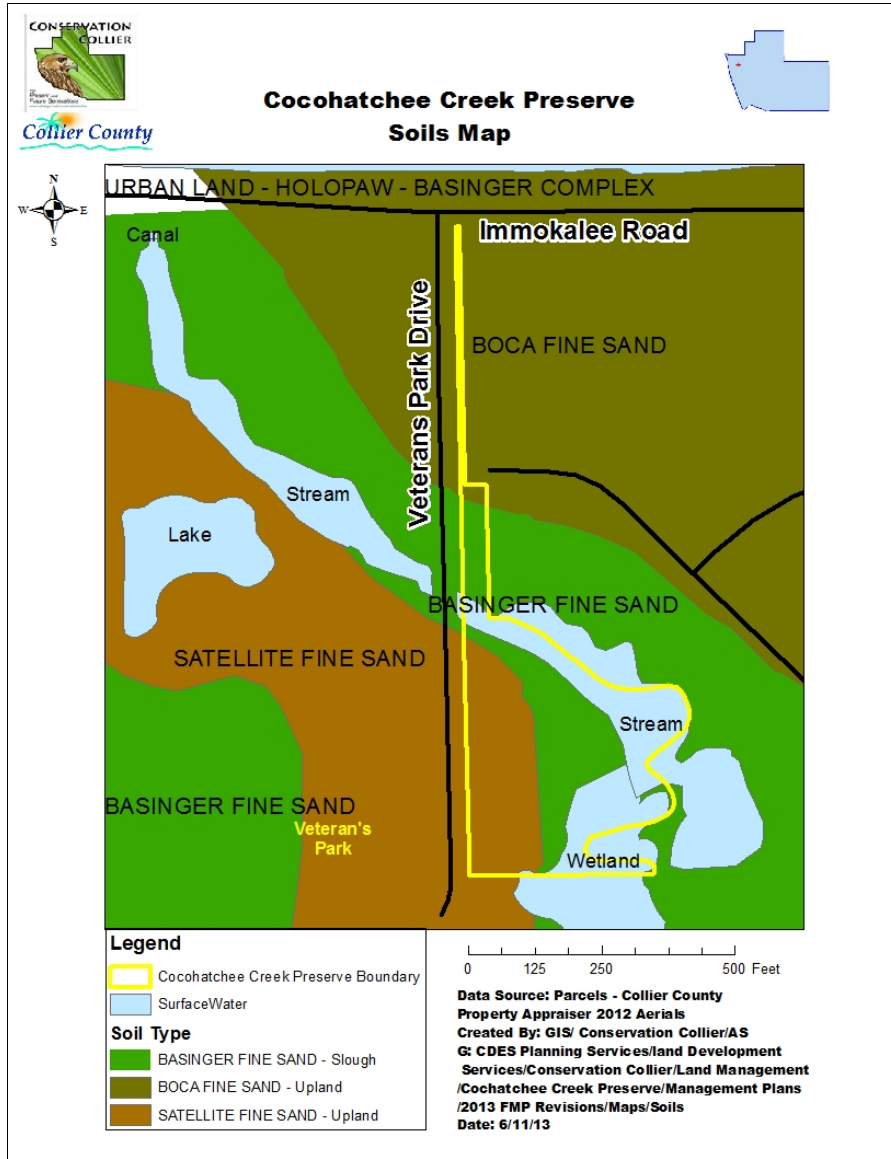 CONSERVATION
COLLIER
Collier County
Cocohatchee Creek Preserve
Soils Map
N
W
E
S
URBAN LAND - HOLOPAW - BASINGER COMPLEX
Canal
Immokalee Road
Veterans Park Drive
BOCA FINE SAND
Stream
Lake
BASINGER FINE SAND
SATELLITE FINE SAND
Stream
BASINGER FINE SAND
Veteran's
Park
Wetland
Legend
Cocohatchee Creek Preserve Boundary
SurfaceWater
Soil Type
BASINGER FINE SAND - Slough
BOCA FINE SAND - Upland
SATELLITE FINE SAND - Upland
0 125 250 500 Feet
Data Source: Parcels - Collier County
Property Appraiser 2012 Aerials
Created By: GIS/ Conservation Collier/AS
G: CDES Planning Services/land Development
Services/Conservation Collier/Land Management
/Cochatchee Creek Preserve/Management Plans
/2013 FMP Revisions/Maps/Soils
Date: 6/11/13